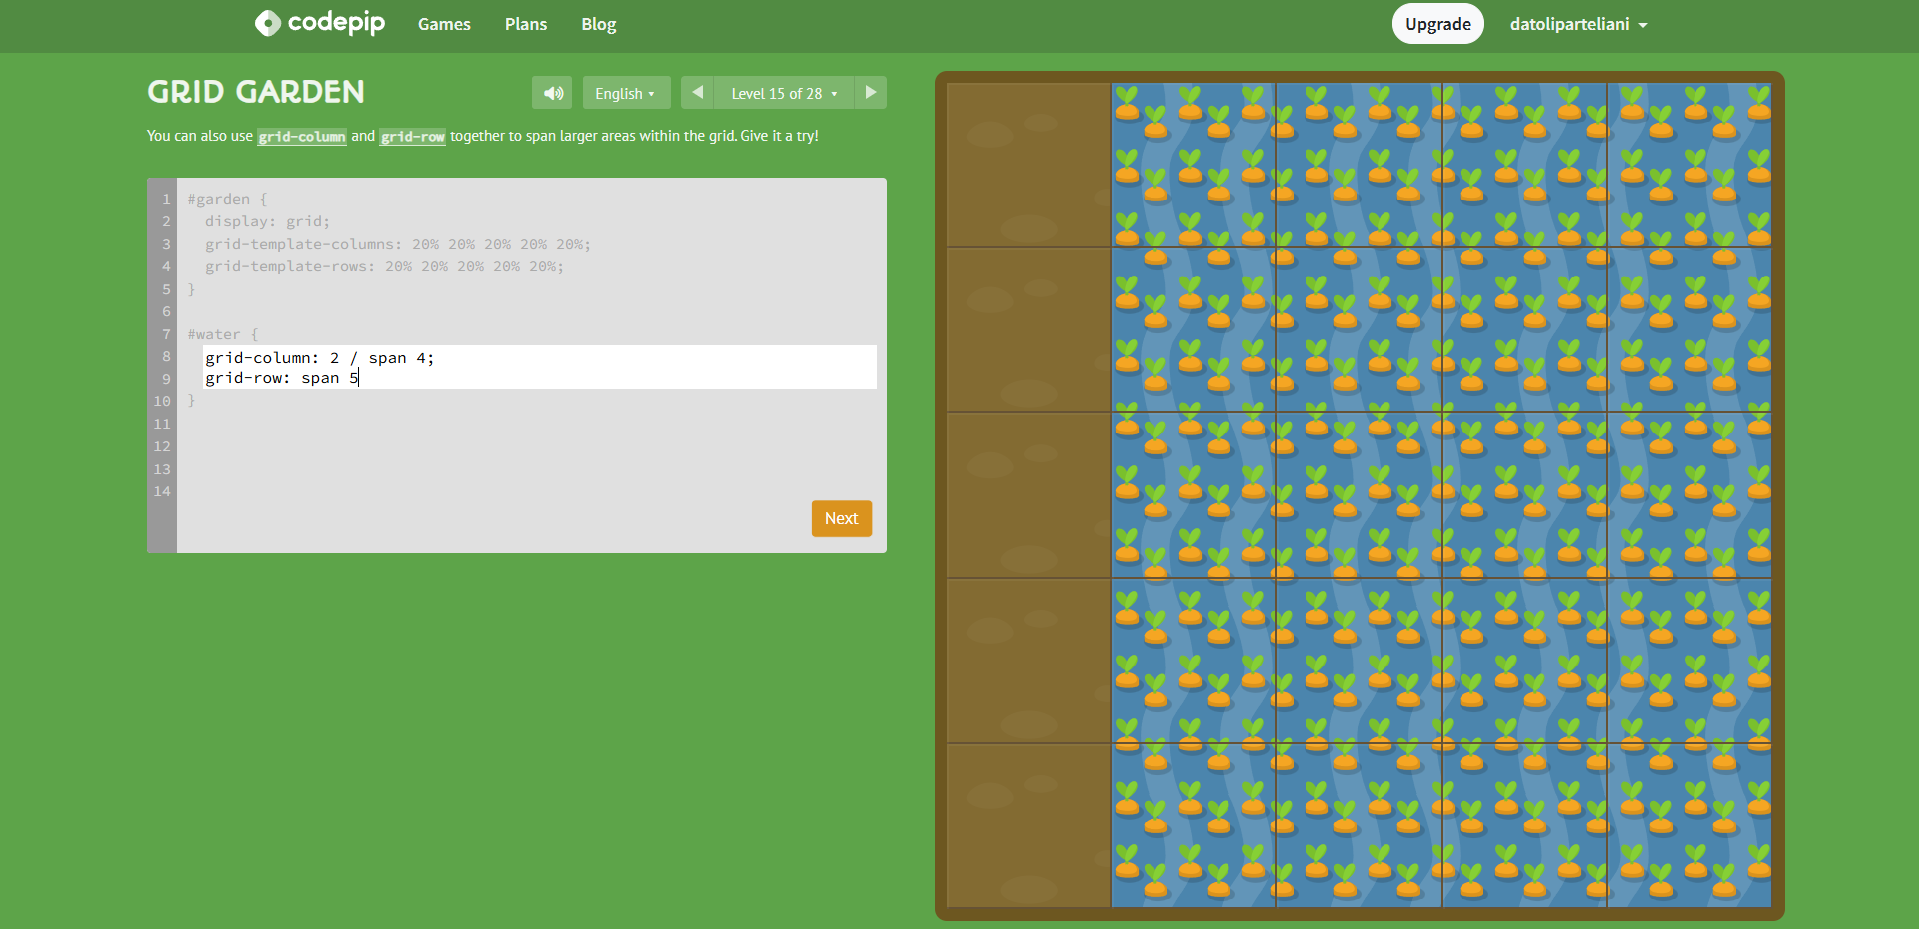 codepip Games Plans Blog Upgrade datoliparteliani
GRID GARDEN
English
Level 15 of 28
You can also use grid-column and grid-row together to span larger areas within the grid. Give it a try!
1 #garden {
2 display: grid;
3 grid-template-columns: 20% 20% 20% 20% 20%;
4 grid-template-rows: 20% 20% 20% 20% 20%;
5 }
6
7 #water {
8 grid-column: 2 / span 4;
9 grid-row: span 5
10 }
11
12
13
14
Next